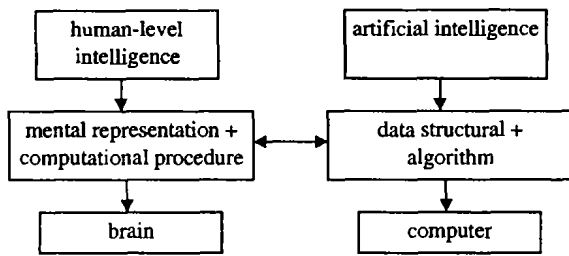 human-level
intelligence
artificial intelligence
mental representation +
computational procedure
data structural +
algorithm
brain
computer